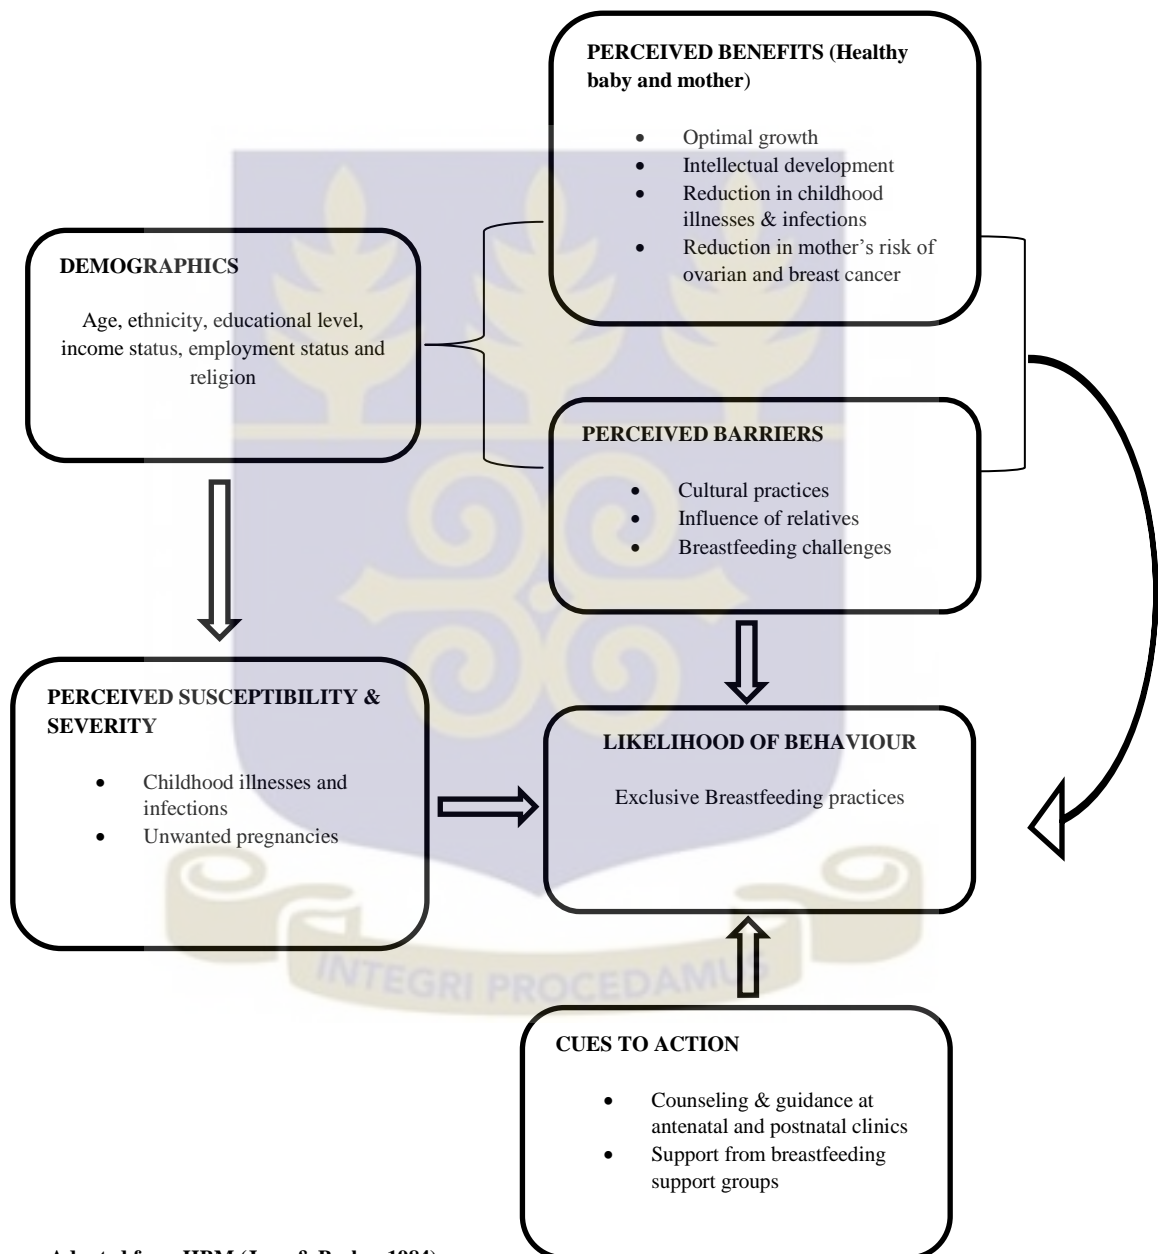 PERCEIVED BENEFITS (Healthy
baby and mother)
• Optimal growth
• Intellectual development
• Reduction in childhood
illnesses & infections
• Reduction in mother's risk of
ovarian and breast cancer
DEMOGRAPHICS
Age, ethnicity, educational level,
income status, employment status and
religion
PERCEIVED BARRIERS
• Cultural practices
• Influence of relatives
• Breastfeeding challenges
PERCEIVED SUSCEPTIBILITY &
SEVERITY
• Childhood illnesses and
infections
• Unwanted pregnancies
LIKELIHOOD OF BEHAVIOUR
Exclusive Breastfeeding practices
INTEGRI PROCEDAMUS
CUES TO ACTION
• Counseling & guidance at
antenatal and postnatal clinics
• Support from breastfeeding
support groups